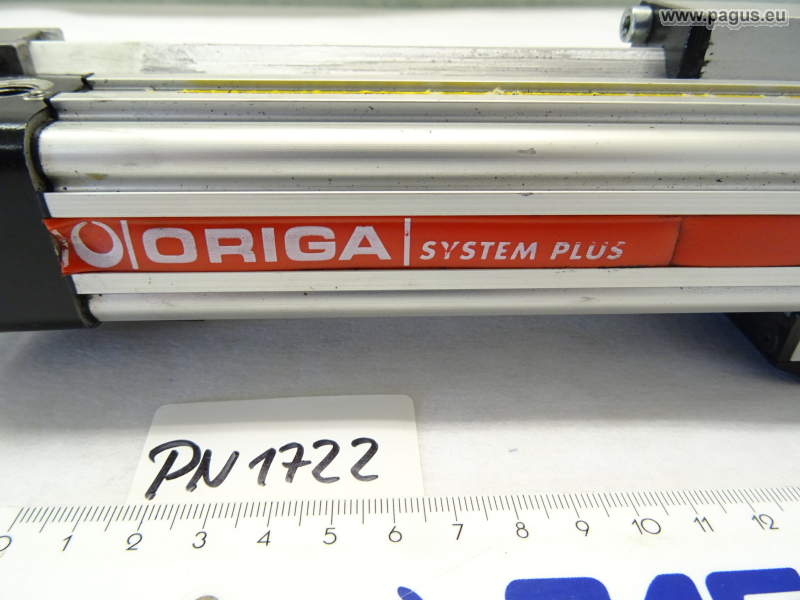 www.pagus.eu
ORIGA SYSTEM PLUS
PN 1722
0 1 2 3 4 5 6 7 8 9 10 11 12